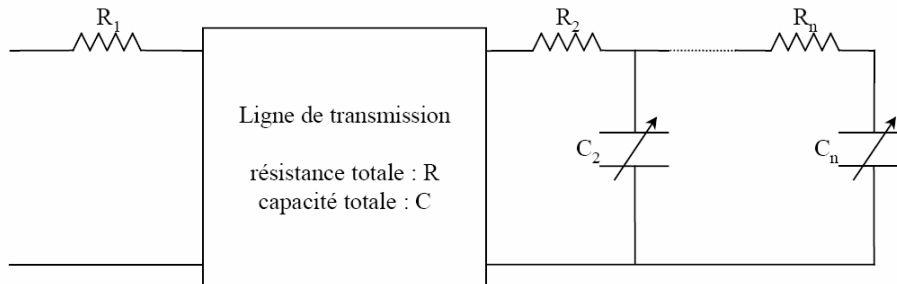 R1
R2
Rn
Ligne de transmission
résistance totale : R
capacité totale : C
C2
Cn